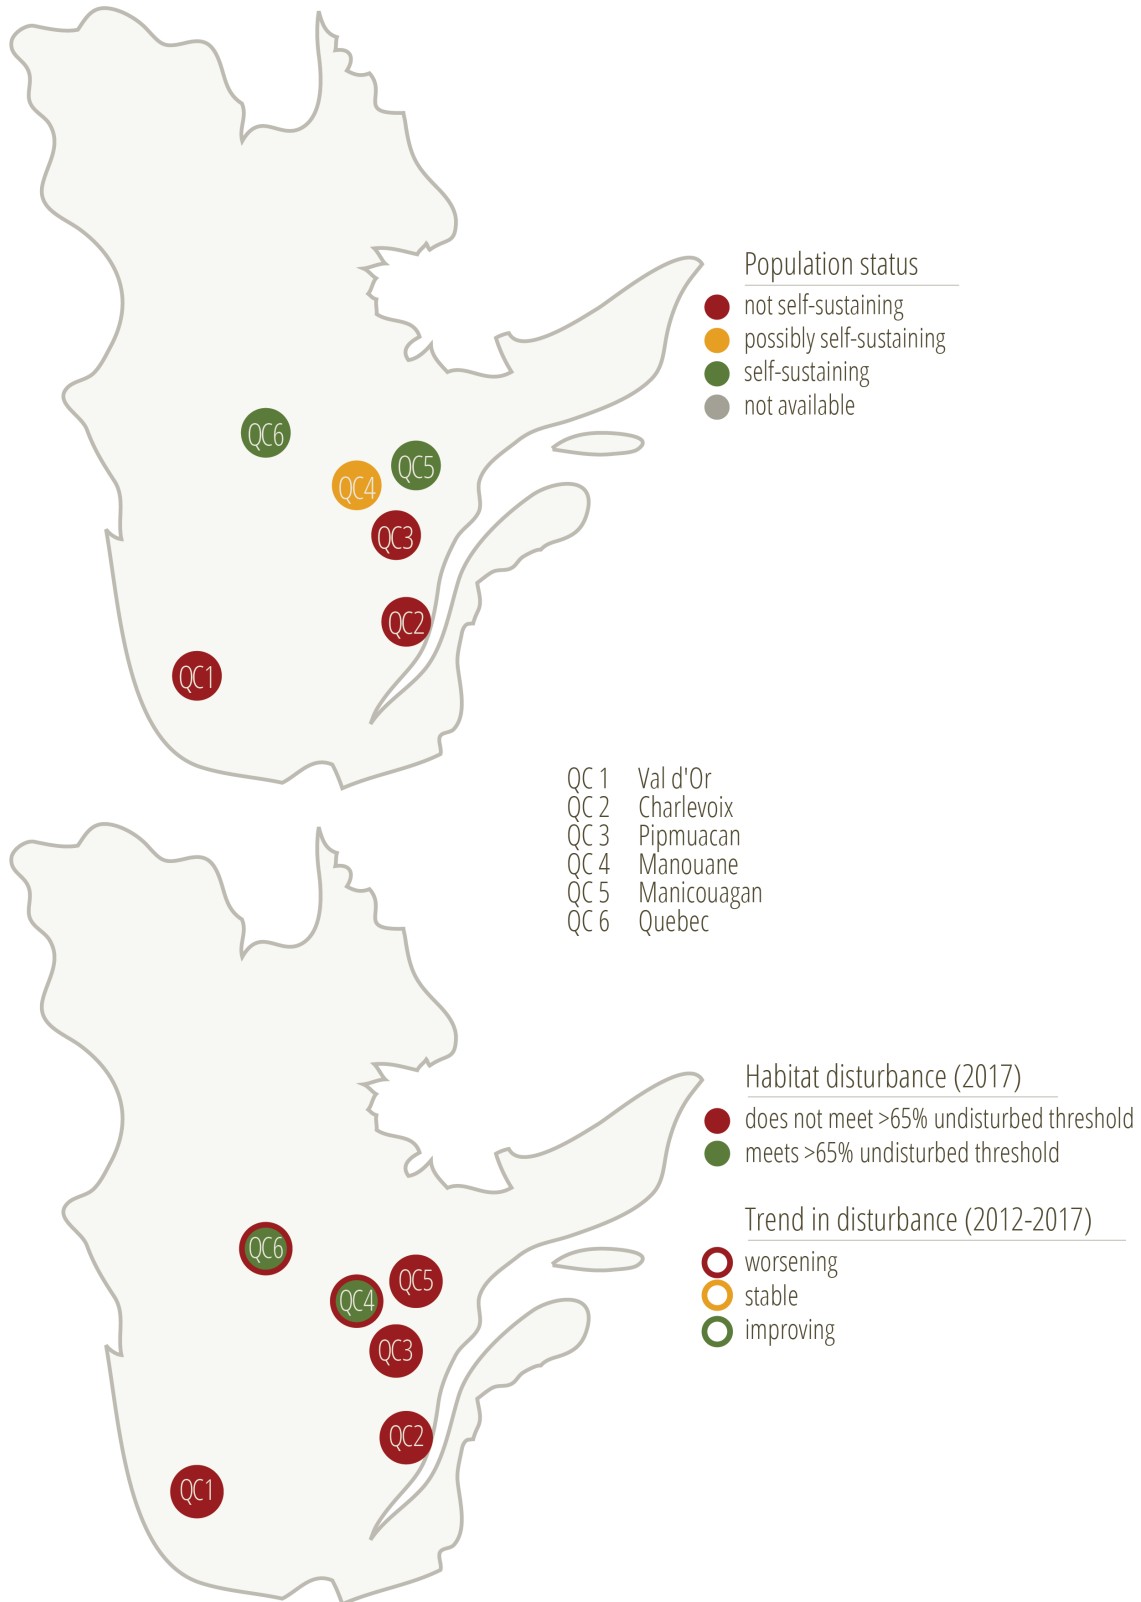 Population status
not self-sustaining
possibly self-sustaining
self-sustaining
not available
QC6
QC5
QC4
QC3
QC2
QC1
QC 1 Val d'Or
QC 2 Charlevoix
QC 3 Pipmuacan
QC 4 Manouane
QC 5 Manicouagan
QC 6 Quebec
Habitat disturbance (2017)
does not meet >65% undisturbed threshold
meets >65% undisturbed threshold
Trend in disturbance (2012-2017)
worsening
stable
improving
QC6
QC5
QC4
QC3
QC2
QC1